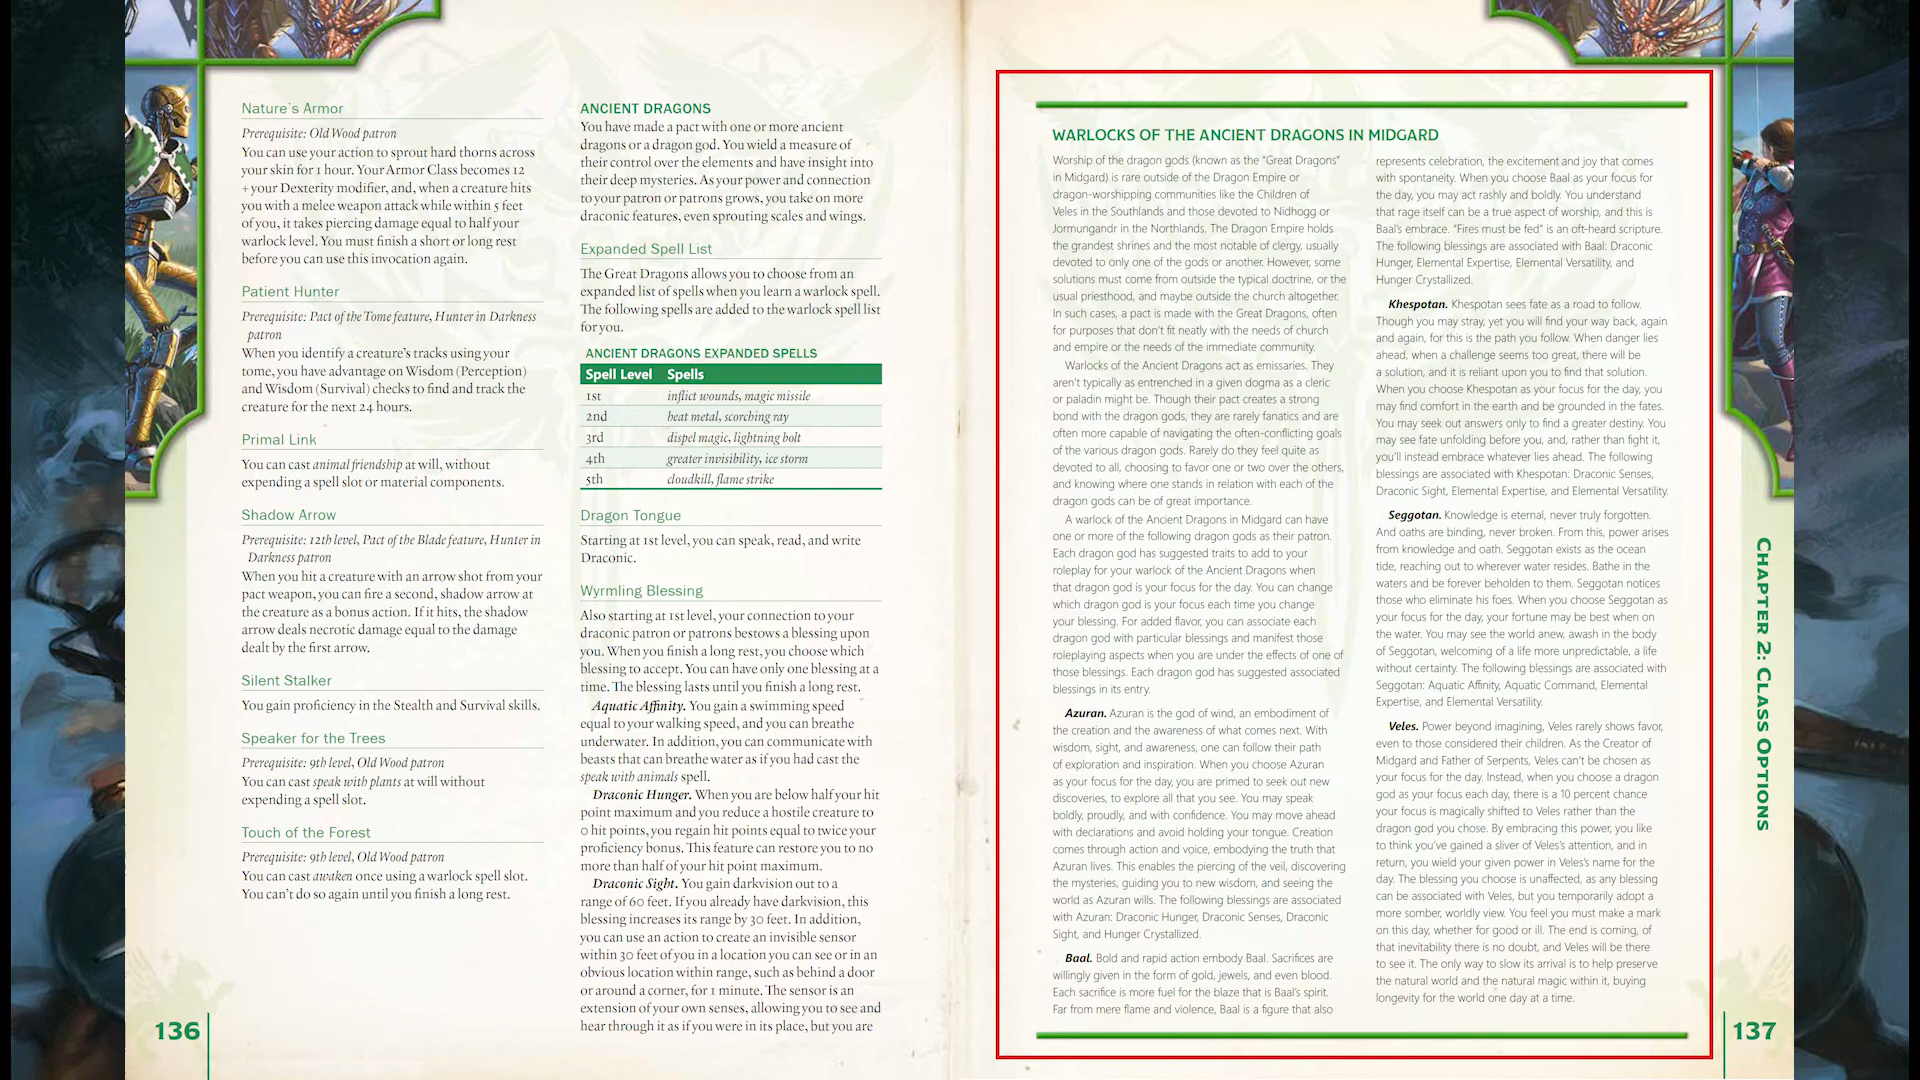 Nature's Armor
Prerequisite: Old Wood patron
You can use your action to sprout hard thorns across
your skin for 1 hour. Your Armor Class becomes 12
+ your Dexterity modifier, and, when a creature hits
you with a melee weapon attack while within 5 feet
of you, it takes piercing damage equal to half your
warlock level. You must finish a short or long rest
before you can use this invocation again.
Patient Hunter
Prerequisite: Pact of the Tome feature, Hunter in Darkness
patron
When you identify a creature's tracks using your
tome, you have advantage on Wisdom (Perception)
and Wisdom (Survival) checks to find and track the
creature for the next 24 hours.
Primal Link
You can cast animal friendship at will, without
expending a spell slot or material components.
Shadow Arrow
Prerequisite: 12th level, Pact of the Blade feature, Hunter in
Darkness patron
When you hit a creature with an arrow shot from your
pact weapon, you can fire a second, shadow arrow at
the creature as a bonus action. If it hits, the shadow
arrow deals necrotic damage equal to the damage
dealt by the first arrow.
Silent Stalker
You gain proficiency in the Stealth and Survival skills.
Speaker for the Trees
Prerequisite: 9th level, Old Wood patron
You can cast speak with plants at will without
expending a spell slot.
Touch of the Forest
Prerequisite: 9th level, Old Wood patron
You can cast awaken once using a warlock spell slot.
You can't do so again until you finish a long rest.
ANCIENT DRAGONS
You have made a pact with one or more ancient
dragons or a dragon god. You wield a measure of
their control over the elements and have insight into
their deep mysteries. As your power and connection
to your patron or patrons grows, you take on more
draconic features, even sprouting scales and wings.
Expanded Spell List
The Great Dragons allows you to choose from an
expanded list of spells when you learn a warlock spell.
The following spells are added to the warlock spell list
for you.
ANCIENT DRAGONS EXPANDED SPELLS
Spell Level Spells
1st inflict wounds, magic missile
2nd heat metal, scorching ray
3rd dispel magic, lightning bolt
4th greater invisibility, ice storm
5th cloudkill, flame strike
Dragon Tongue
Starting at 1st level, you can speak, read, and write
Draconic.
Wyrmling Blessing
Also starting at 1st level, your connection to your
draconic patron or patrons bestows a blessing upon
you. When you finish a long rest, you choose which
blessing to accept. You can have only one blessing at a
time. The blessing lasts until you finish a long rest.
Aquatic Affinity. You gain a swimming speed
equal to your walking speed, and you can breathe
underwater. In addition, you can communicate with
beasts that can breathe water as if you had cast the
speak with animals spell.
Draconic Hunger. When you are below half your hit
point maximum and you reduce a hostile creature to
0 hit points, you regain hit points equal to twice your
proficiency bonus. This feature can restore you to no
more than half of your hit point maximum.
Draconic Sight. You gain darkvision out to a
range of 60 feet. If you already have darkvision, this
blessing increases its range by 30 feet. In addition,
you can use an action to create an invisible sensor
within 30 feet of you in a location you can see or in an
obvious location within range, such as behind a door
or around a corner, for 1 minute. The sensor is an
extension of your own senses, allowing you to see and
hear through it as if you were in its place, but you are
136
WARLOCKS OF THE ANCIENT DRAGONS IN MIDGARD
Worship of the dragon gods (known as the "Great Dragons"
in Midgard) is rare outside of the Dragon Empire or
dragon-worshipping communities like the Children of
Veles in the Southlands and those devoted to Nidhogg or
Jormungandr in the Northlands. The Dragon Empire holds
the grandest shrines and the most notable of clergy, usually
devoted to only one of the gods or another. However, some
solutions must come from outside the typical doctrine, or the
usual priesthood, and maybe outside the church altogether.
In such cases, a pact is made with the Great Dragons, often
for purposes that don't fit neatly with the needs of church
and empire or the needs of the immediate community.
Warlocks of the Ancient Dragons act as emissaries. They
aren't typically as entrenched in a given dogma as a cleric
or paladin might be. Though their pact creates a strong
bond with the dragon gods, they are rarely fanatics and are
often more capable of navigating the often-conflicting goals
of the various dragon gods. Rarely do they feel quite as
devoted to all, choosing to favor one or two over the others,
and knowing where one stands in relation with each of the
dragon gods can be of great importance.
A warlock of the Ancient Dragons in Midgard can have
one or more of the following dragon gods as their patron.
Each dragon god has suggested traits to add to your
roleplay for your warlock of the Ancient Dragons when
that dragon god is your focus for the day. You can change
which dragon god is your focus each time you change
your blessing. For added flavor, you can associate each
dragon god with particular blessings and manifest those
roleplaying aspects when you are under the effects of one of
those blessings. Each dragon god has suggested associated
blessings in its entry.
Azuran. Azuran is the god of wind, an embodiment of
the creation and the awareness of what comes next. With
wisdom, sight, and awareness, one can follow their path
of exploration and inspiration. When you choose Azuran
as your focus for the day, you are primed to seek out new
discoveries, to explore all that you see. You may speak
boldly, proudly, and with confidence. You may move ahead
with declarations and avoid holding your tongue. Creation
comes through action and voice, embodying the truth that
Azuran lives. This enables the piercing of the veil, discovering
the mysteries, guiding you to new wisdom, and seeing the
world as Azuran wills. The following blessings are associated
with Azuran: Draconic Hunger, Draconic Senses, Draconic
Sight, and Hunger Crystallized.
Baal. Bold and rapid action embody Baal. Sacrifices are
willingly given in the form of gold, jewels, and even blood.
Each sacrifice is more fuel for the blaze that is Baal's spirit.
Far from mere flame and violence, Baal is a figure that also
represents celebration, the excitement and joy that comes
with spontaneity. When you choose Baal as your focus for
the day, you may act rashly and boldly. You understand
that rage itself can be a true aspect of worship, and this is
Baal's embrace. "Fires must be fed" is an oft-heard scripture.
The following blessings are associated with Baal: Draconic
Hunger, Elemental Expertise, Elemental Versatility, and
Hunger Crystallized.
Khespotan. Khespotan sees fate as a road to follow.
Though you may stray, yet you will find your way back, again
and again, for this is the path you follow. When danger lies
ahead, when a challenge seems too great, there will be
a solution, and it is reliant upon you to find that solution.
When you choose Khespotan as your focus for the day, you
may find comfort in the earth and be grounded in the fates.
You may seek out answers only to find a greater destiny. You
may see fate unfolding before you, and, rather than fight it,
you'll instead embrace whatever lies ahead. The following
blessings are associated with Khespotan: Draconic Senses,
Draconic Sight, Elemental Expertise, and Elemental Versatility.
Seggotan. Knowledge is eternal, never truly forgotten.
And oaths are binding, never broken. From this, power arises
from knowledge and oath. Seggotan exists as the ocean
tide, reaching out to wherever water resides. Bathe in the
waters and be forever beholden to them. Seggotan notices
those who eliminate his foes. When you choose Seggotan as
your focus for the day, your fortune may be best when on
the water. You may see the world anew, awash in the body
of Seggotan, welcoming of a life more unpredictable, a life
without certainty. The following blessings are associated with
Seggotan: Aquatic Affinity, Aquatic Command, Elemental
Expertise, and Elemental Versatility.
Veles. Power beyond imagining, Veles rarely shows favor,
even to those considered their children. As the Creator of
Midgard and Father of Serpents, Veles can't be chosen as
your focus for the day. Instead, when you choose a dragon
god as your focus each day, there is a 10 percent chance
your focus is magically shifted to Veles rather than the
dragon god you chose. By embracing this power, you like
to think you've gained a sliver of Veles's attention, and in
return, you wield your given power in Veles's name for the
day. The blessing you choose is unaffected, as any blessing
can be associated with Veles, but you temporarily adopt a
more somber, worldly view. You feel you must make a mark
on this day, whether for good or ill. The end is coming, of
that inevitability there is no doubt, and Veles will be there
to see it. The only way to slow its arrival is to help preserve
the natural world and the natural magic within it, buying
longevity for the world one day at a time.
CHAPTER 2: CLASS OPTIONS
137